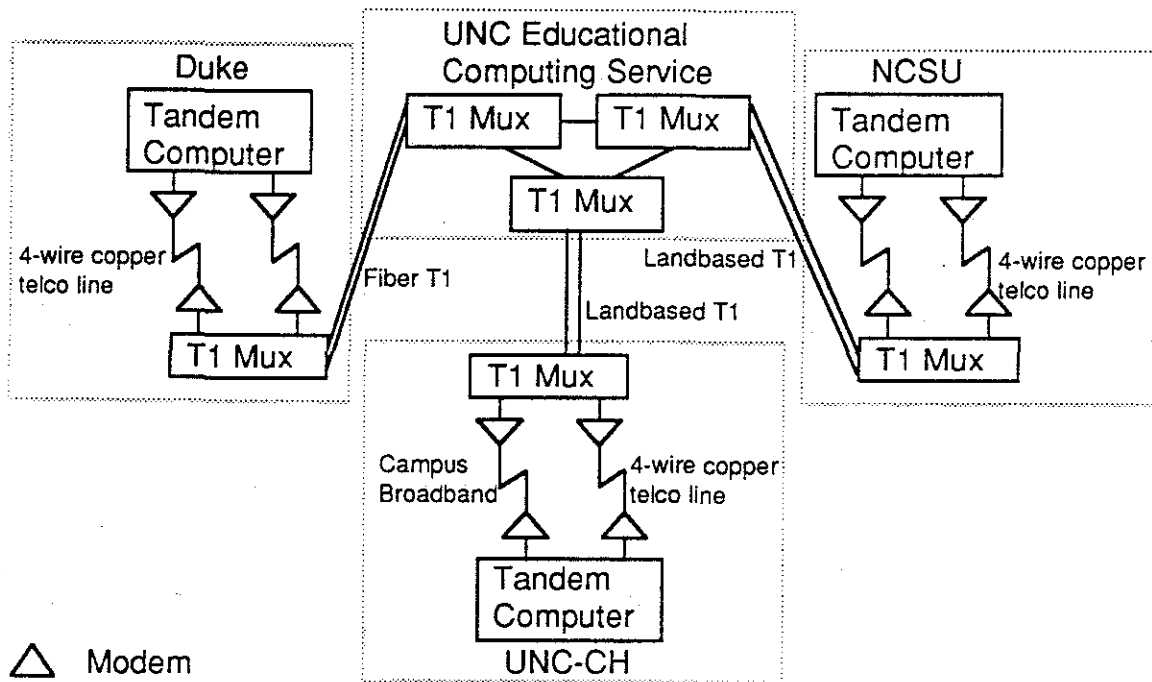 UNC Educational
Computing Service
Duke
NCSU
Tandem
Computer
T1 Mux
T1 Mux
Tandem
Computer
T1 Mux
4-wire copper
telco line
Fiber T1
Landbased T1
4-wire copper
telco line
Landbased T1
T1 Mux
T1 Mux
T1 Mux
Campus
Broadband
4-wire copper
telco line
Tandem
Computer
UNC-CH
Modem